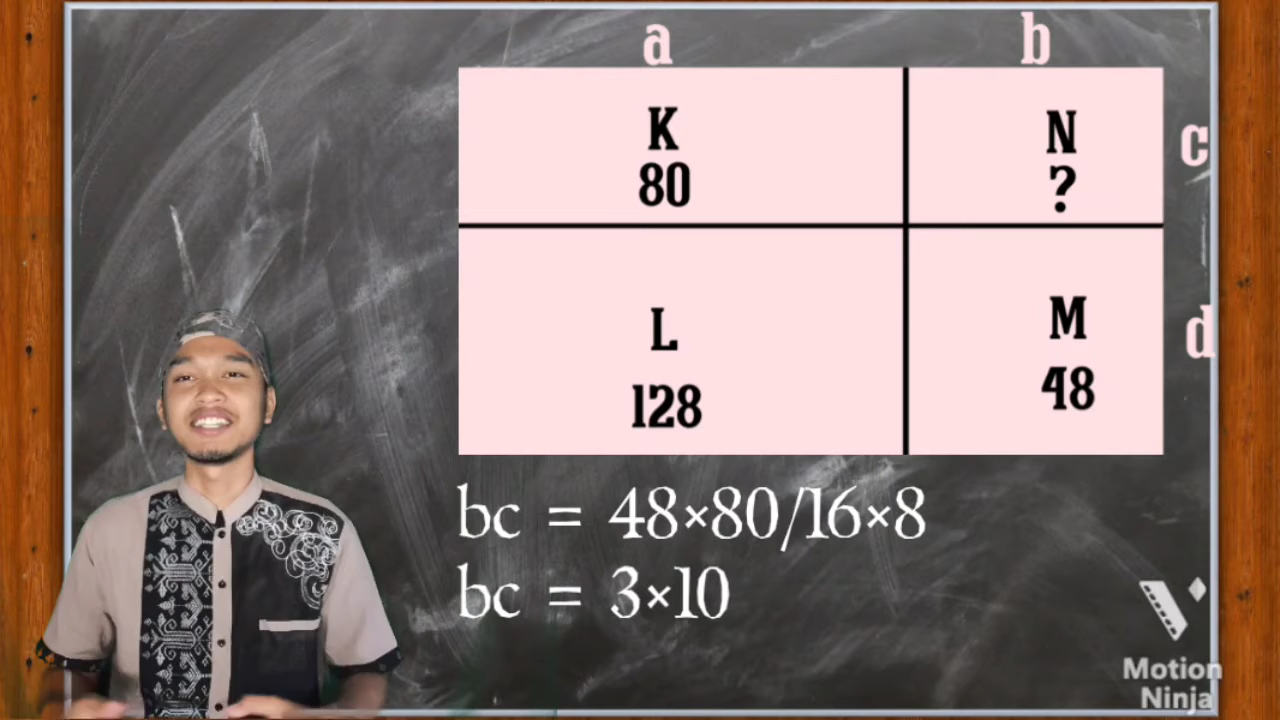 a b
K N c
80 ?
L M d
128 48
bc = 48×80/16×8
bc = 3×10
Motion
Ninja